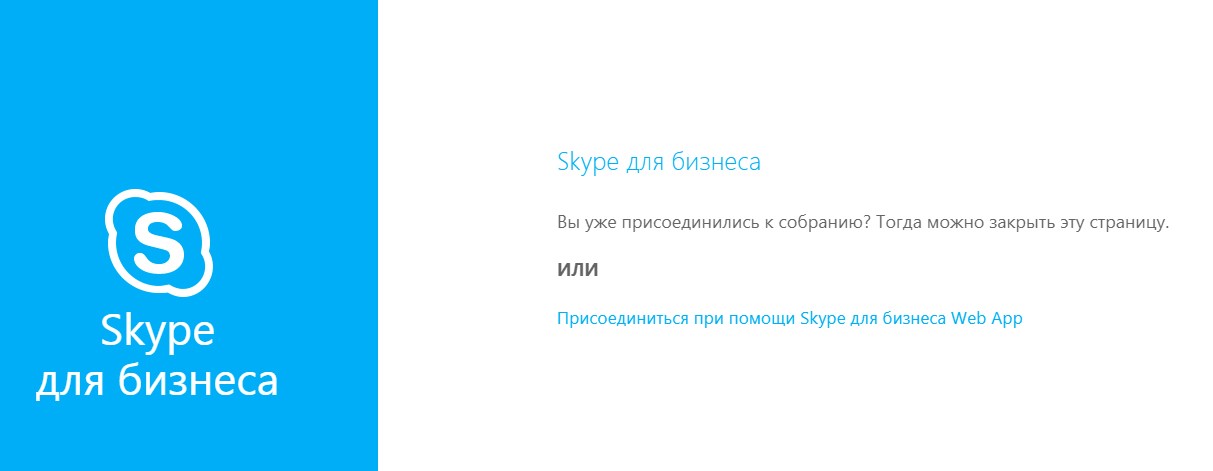 S
Skype
для бизнеса
Skype для бизнеса
Вы уже присоединились к собранию? Тогда можно закрыть эту страницу.
ИЛИ
Присоединиться при помощи Skype для бизнеса Web App